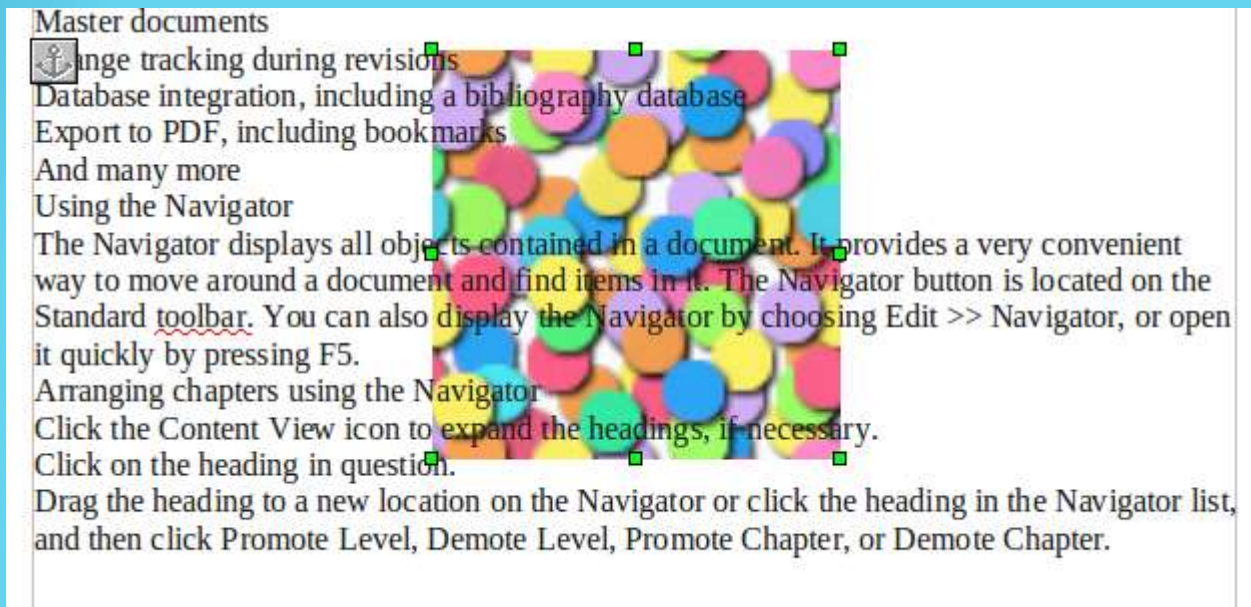 Master documents
ange tracking during revisions
Database integration, including a bibliography database
Export to PDF, including bookmarks
And many more
Using the Navigator
The Navigator displays all objects contained in a document. It provides a very convenient
way to move around a document and find items in it. The Navigator button is located on the
Standard toolbar. You can also display the Navigator by choosing Edit >> Navigator, or open
it quickly by pressing F5.
Arranging chapters using the Navigator
Click the Content View icon to expand the headings, if necessary.
Click on the heading in question.
Drag the heading to a new location on the Navigator or click the heading in the Navigator list,
and then click Promote Level, Demote Level, Promote Chapter, or Demote Chapter.